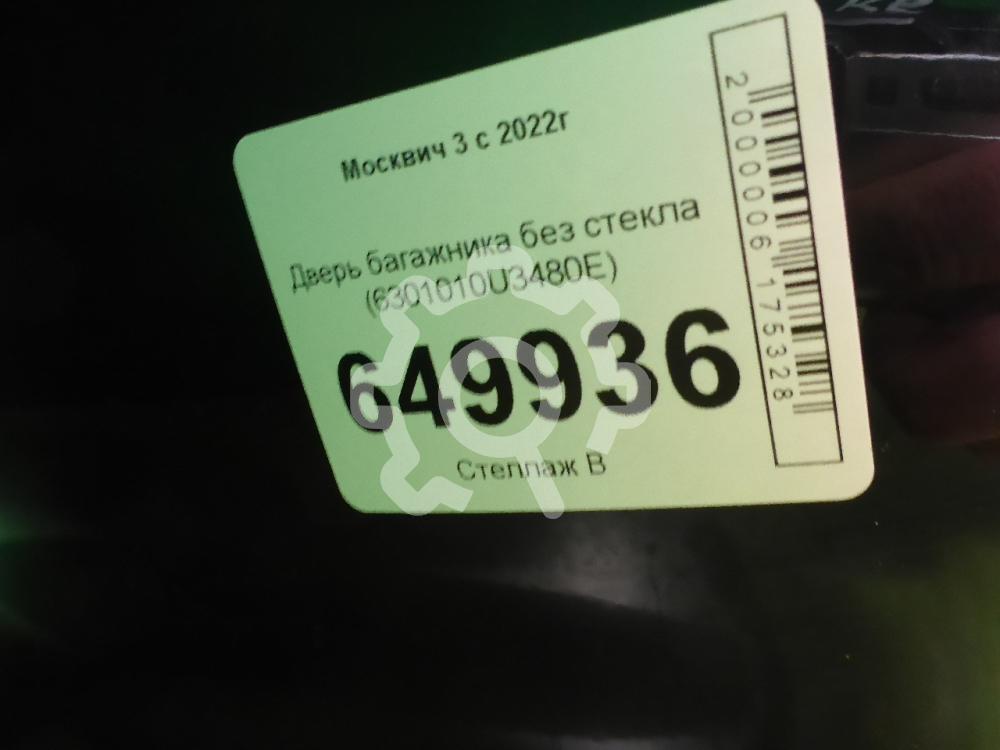 Москвич 3 с 2022г
Дверь багажника без стекла
(6301010U3480E)
649936
Стеллаж В
2000006175328